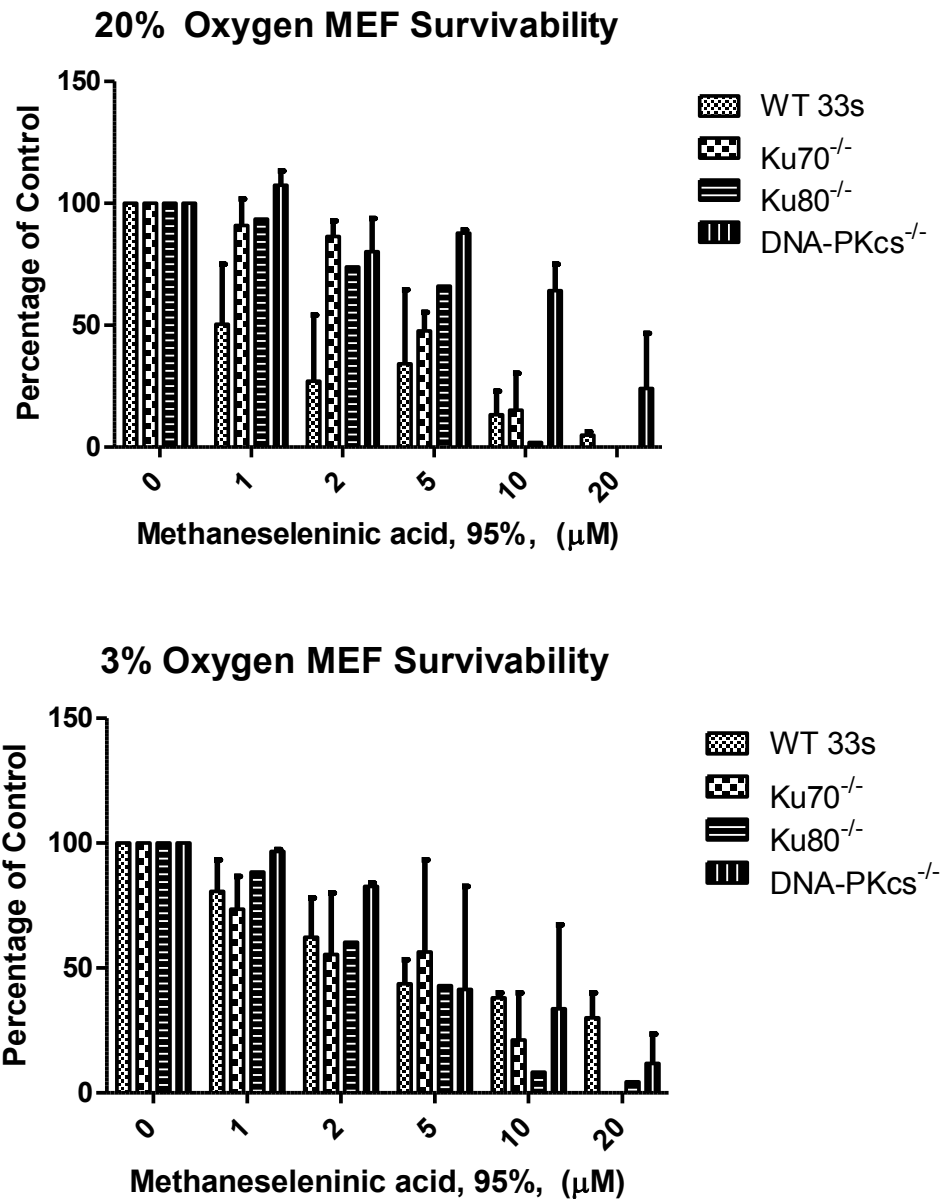 20% Oxygen MEF Survivability
Percentage of Control
150
100
50
0
0
1
2
5
10
20
Methaneseleninic acid, 95%, (μM)
WT 33s
Ku70-/-
Ku80-/-
DNA-PKcs-/-
3% Oxygen MEF Survivability
Percentage of Control
150
100
50
0
0
1
2
5
10
20
Methaneseleninic acid, 95%, (μM)
WT 33s
Ku70-/-
Ku80-/-
DNA-PKcs-/-